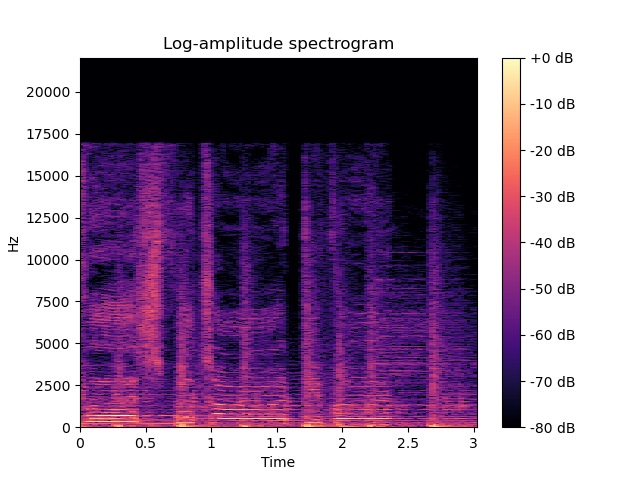 Log-amplitude spectrogram
Hz
20000
17500
15000
12500
10000
7500
5000
2500
0
0 0.5 1 1.5 2 2.5 3
Time
+0 dB
-10 dB
-20 dB
-30 dB
-40 dB
-50 dB
-60 dB
-70 dB
-80 dB